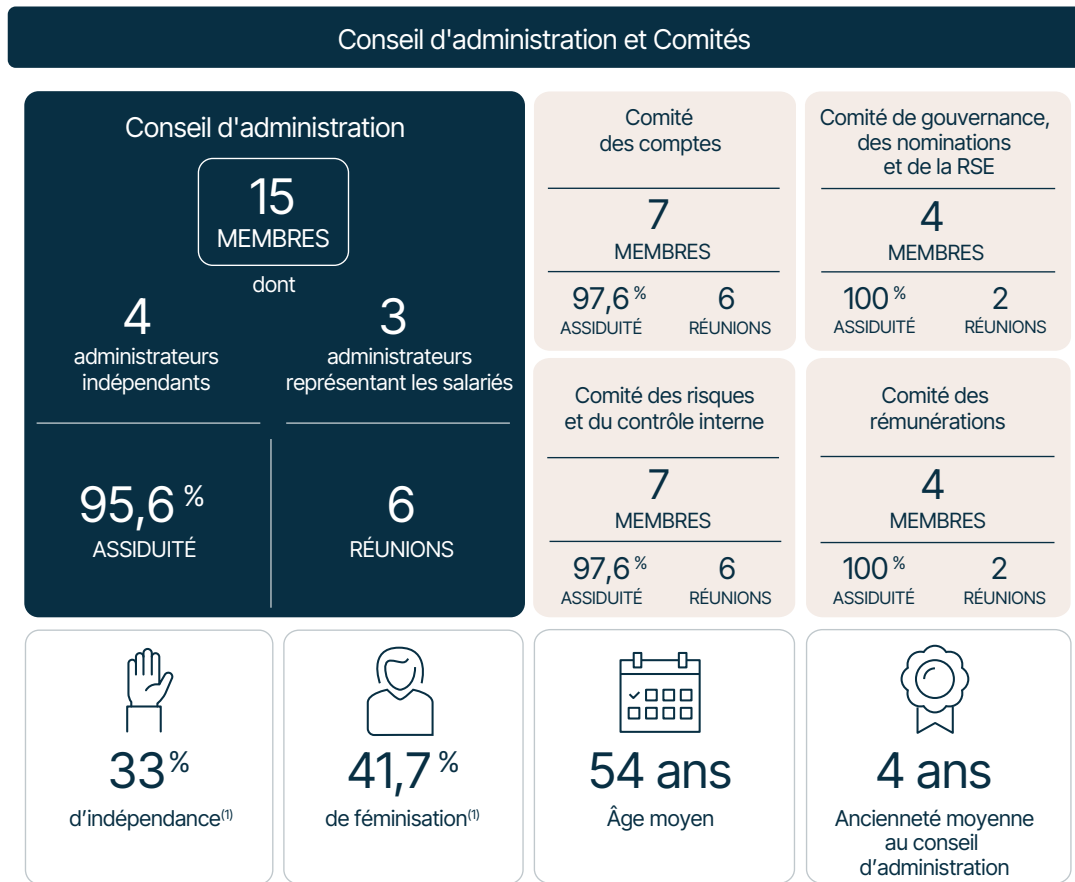 Conseil d'administration et Comités
Conseil d'administration
15
MEMBRES
dont
4
administrateurs
indépendants
3
administrateurs
représentant les salariés
95,6 %
ASSIDUITÉ
6
RÉUNIONS
Comité
des comptes
7
MEMBRES
97,6 %
ASSIDUITÉ
6
RÉUNIONS
Comité de gouvernance,
des nominations
et de la RSE
4
MEMBRES
100 %
ASSIDUITÉ
2
RÉUNIONS
Comité des risques
et du contrôle interne
7
MEMBRES
97,6 %
ASSIDUITÉ
6
RÉUNIONS
Comité des
rémunérations
4
MEMBRES
100 %
ASSIDUITÉ
2
RÉUNIONS
33 %
d'indépendance(1)
41,7 %
de féminisation(1)
54 ans
Âge moyen
4 ans
Ancienneté moyenne
au conseil
d'administration